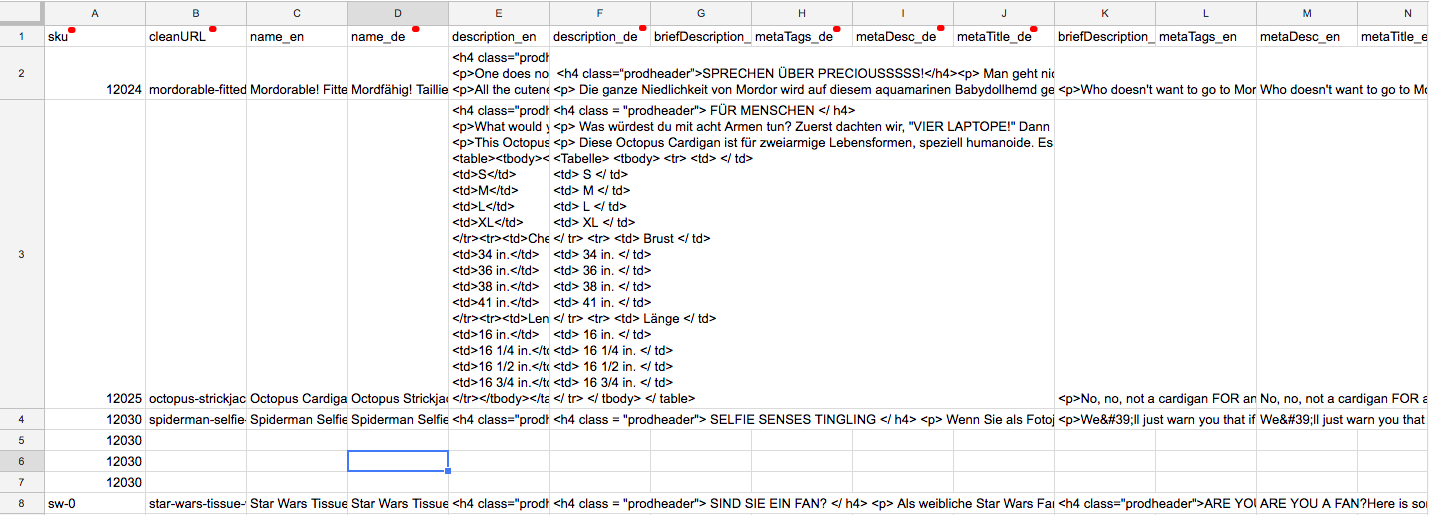 A B C D E F G H I J K L M N
1 sku cleanURL name_en name_de description_en description_de briefDescription_ metaTags_de metaDesc_de metaTitle_de briefDescription_ metaTags_en metaDesc_en metaTitle_e
<h4 class="prodh
2 <p>One does no <h4 class="prodheader">SPRECHEN ÜBER PRECIOUSSSSS!</h4><p> Man geht nic
12024 mordorable-fitted Mordorable! Fitte Mordfähig! Taillie <p>All the cutene <p> Die ganze Niedlichkeit von Mordor wird auf diesem aquamarinen Babydollhemd ge <p>Who doesn't want to go to Mor Who doesn't want to go to Mo
<h4 class="prodh <h4 class = "prodheader"> FÜR MENSCHEN </ h4>
<p>What would y <p> Was würdest du mit acht Armen tun? Zuerst dachten wir, "VIER LAPTOPE!" Dann
<p>This Octopus <p> Diese Octopus Cardigan ist für zweiarmige Lebensformen, speziell humanoide. Es
<table><tbody>< <Tabelle> <tbody> <tr> <td> </ td>
<td>S</td> <td> S </ td>
<td>M</td> <td> M </ td>
<td>L</td> <td> L </ td>
<td>XL</td> <td> XL </ td>
</tr><tr><td>Che </ tr> <tr> <td> Brust </ td>
3 <td>34 in.</td> <td> 34 in. </ td>
<td>36 in.</td> <td> 36 in. </ td>
<td>38 in.</td> <td> 38 in. </ td>
<td>41 in.</td> <td> 41 in. </ td>
</tr><tr><td>Len </ tr> <tr> <td> Länge </ td>
<td>16 in.</td> <td> 16 in. </ td>
<td>16 1/4 in.</td <td> 16 1/4 in. </ td>
<td>16 1/2 in.</td <td> 16 1/2 in. </ td>
<td>16 3/4 in.</td <td> 16 3/4 in. </ td>
12025 octopus-strickjac Octopus Cardiga Octopus Strickjac </tr></tbody></ta </ tr> </ tbody> </ table> <p>No, no, not a cardigan FOR an No, no, not a cardigan FOR a
4 12030 spiderman-selfie- Spiderman Selfie Spiderman Selfie <h4 class="prodh <h4 class = "prodheader"> SELFIE SENSES TINGLING </ h4> <p> Wenn Sie als Fotoj <p>We&#39;ll just warn you that if We&#39;ll just warn you that
5 12030
6 12030
7 12030
8 sw-0 star-wars-tissue- Star Wars Tissue Star Wars Tissue <h4 class="prodh <h4 class = "prodheader"> SIND SIE EIN FAN? </ h4> <p> Als weibliche Star Wars Fan <h4 class="prodheader">ARE YOU ARE YOU A FAN?Here is so